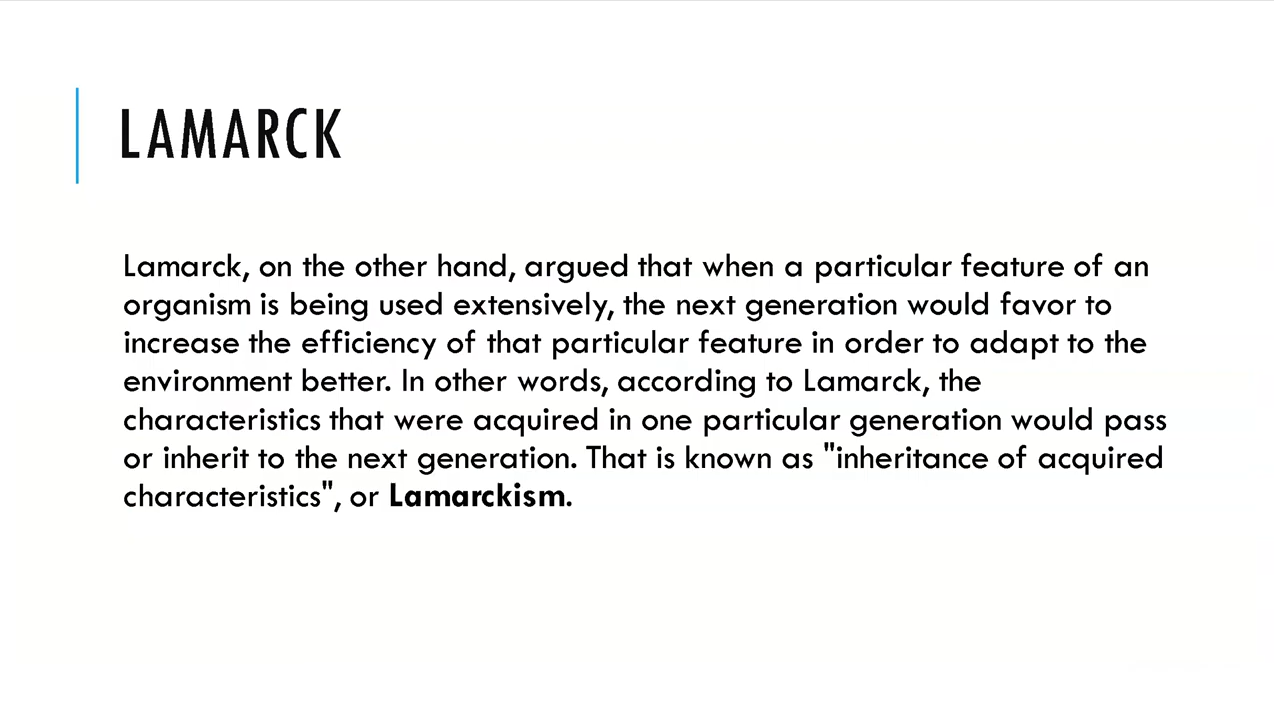 LAMARCK
Lamarck, on the other hand, argued that when a particular feature of an
organism is being used extensively, the next generation would favor to
increase the efficiency of that particular feature in order to adapt to the
environment better. In other words, according to Lamarck, the
characteristics that were acquired in one particular generation would pass
or inherit to the next generation. That is known as "inheritance of acquired
characteristics", or Lamarckism.